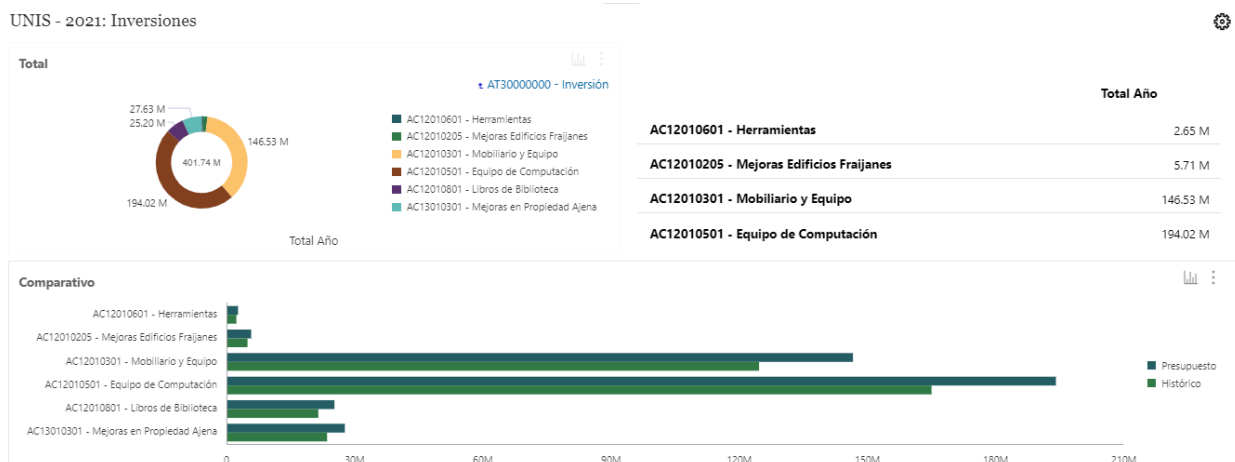 UNIS - 2021: Inversiones
Total
AT30000000 - Inversión
27.63 M
25.20 M
146.53 M
401.74 M
194.02 M
Total Año
AC12010601 - Herramientas
AC12010205 - Mejoras Edificios Fraijanes
AC12010301 - Mobiliario y Equipo
AC12010501 - Equipo de Computación
AC12010801 - Libros de Biblioteca
AC13010301 - Mejoras en Propiedad Ajena
Total Año
AC12010601 - Herramientas 2.65 M
AC12010205 - Mejoras Edificios Fraijanes 5.71 M
AC12010301 - Mobiliario y Equipo 146.53 M
AC12010501 - Equipo de Computación 194.02 M
Comparativo
AC12010601 - Herramientas
AC12010205 - Mejoras Edificios Fraijanes
AC12010301 - Mobiliario y Equipo
AC12010501 - Equipo de Computación
AC12010801 - Libros de Biblioteca
AC13010301 - Mejoras en Propiedad Ajena
Presupuesto
Histórico
0 30M 60M 90M 120M 150M 180M 210M